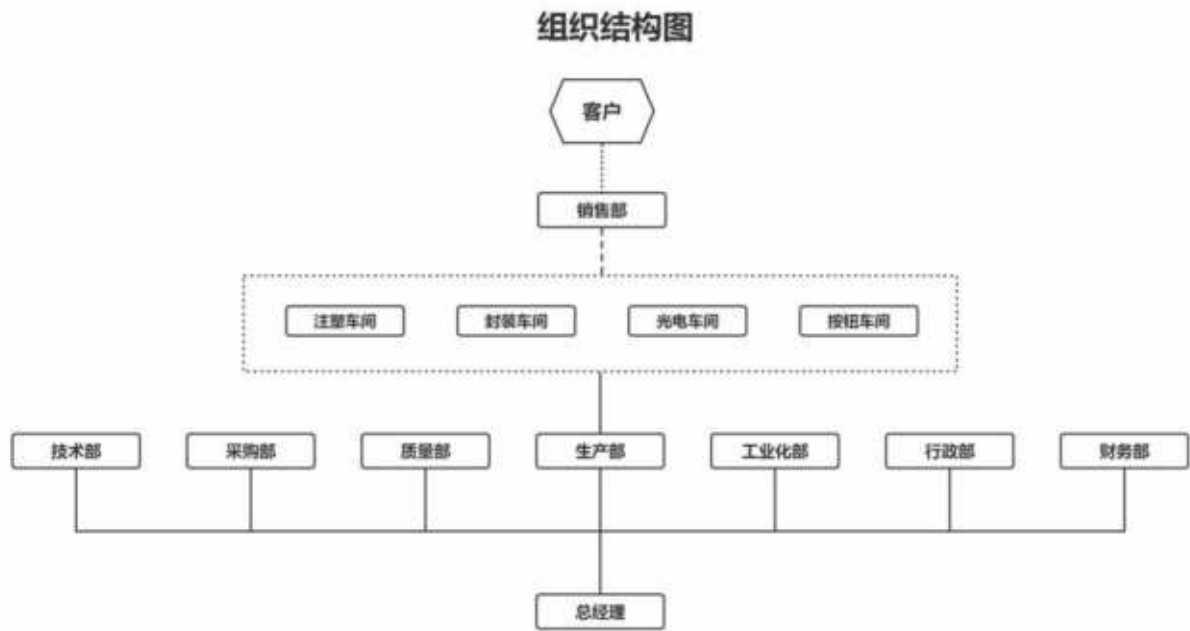 组织结构图
客户
销售部
注塑车间 封装车间 光电车间 按钮车间
技术部 采购部 质量部 生产部 工业化部 行政部 财务部
总经理